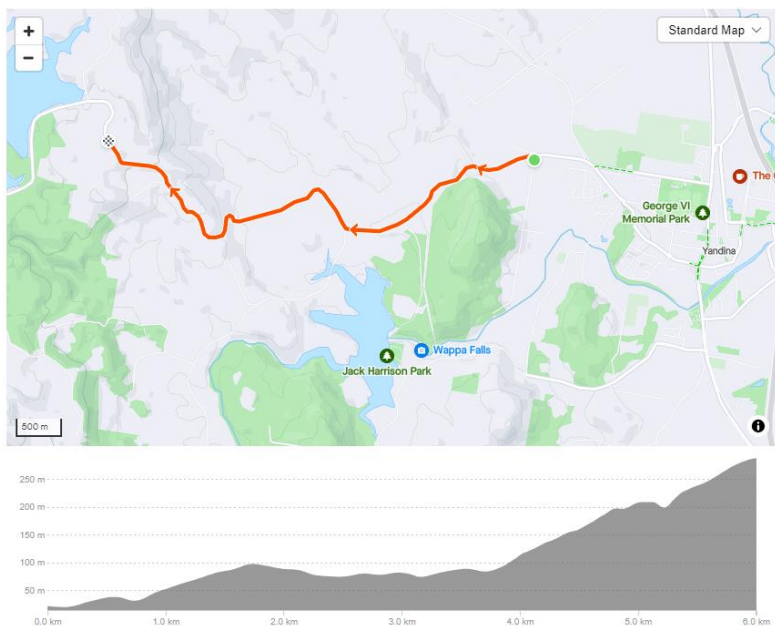 +
Standard Map
−
The C
George VI
Memorial Park
Yandina
Wappa Falls
Jack Harrison Park
500 m
250 m
200 m
150 m
100 m
50 m
0.0 km 1.0 km 2.0 km 3.0 km 4.0 km 5.0 km 6.0 km